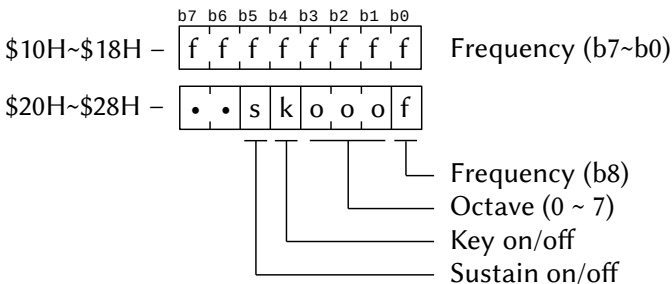 b7 b6 b5 b4 b3 b2 b1 b0
$10H~$18H – f f f f f f f f Frequency (b7~b0)
$20H~$28H – • • s k o o o f
Frequency (b8)
Octave (0 ~ 7)
Key on/off
Sustain on/off